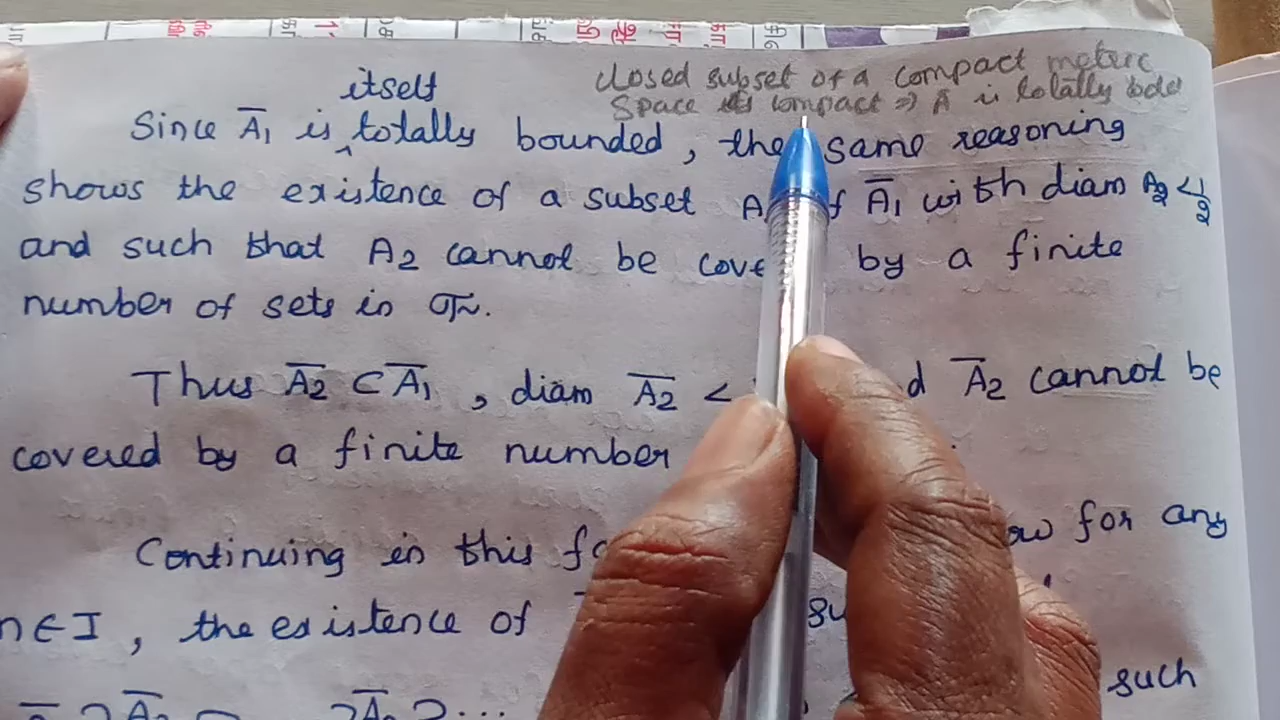 closed subset of a compact metric
space is compact ⇒ Ā is totally bdd
itself
Since Ā₁ is ‸ totally bounded, the same reasoning
shows the existence of a subset A of Ā₁ with diam A₂ < 1/2
and such that A₂ cannot be cove by a finite
number of sets in
Thus Ā₂ ⊂ Ā₁, diam Ā₂ < Ā₂ cannot be
covered by a finite number
Continuing in this for any
n ∈ I, the existence of
such